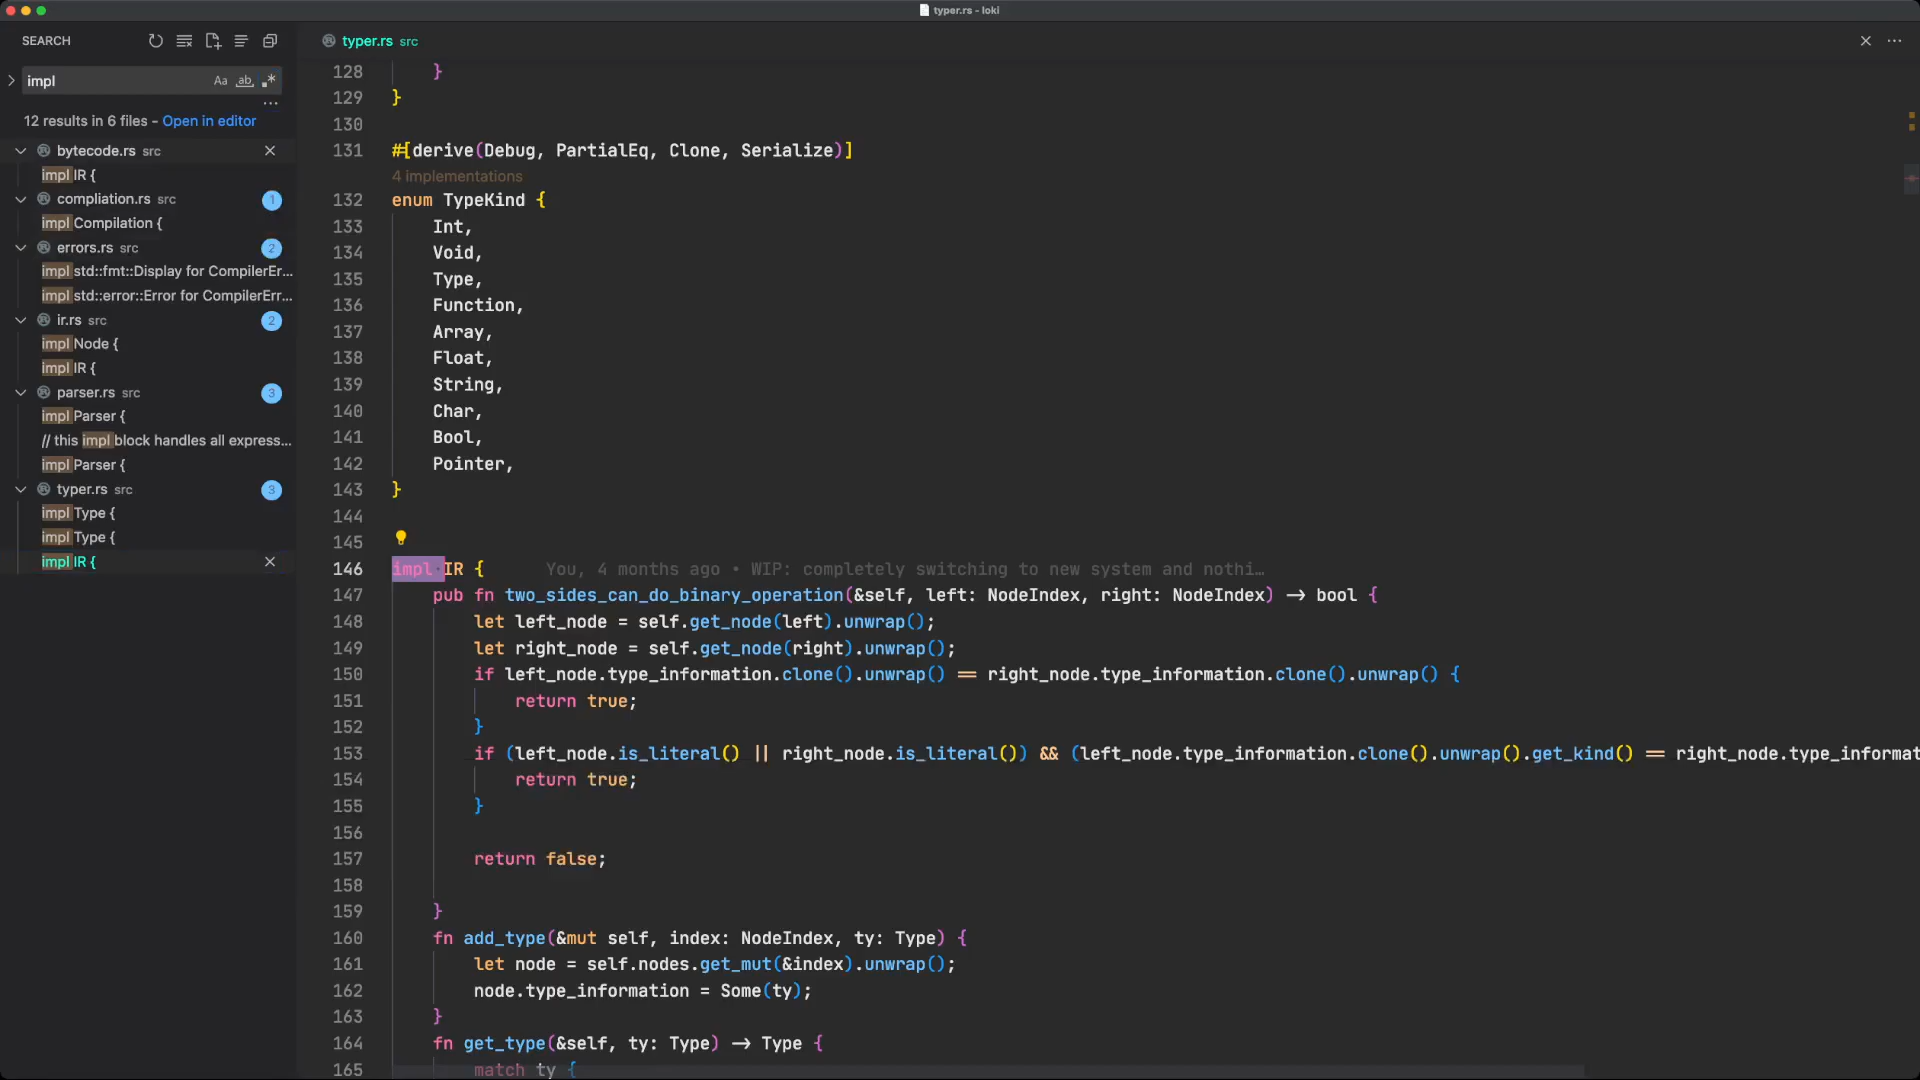 typer.rs - loki
SEARCH
impl
Aa
ab
12 results in 6 files - Open in editor
bytecode.rs src
impl IR {
compliation.rs src
1
impl Compilation {
errors.rs src
2
impl std::fmt::Display for CompilerEr...
impl std::error::Error for CompilerErr...
ir.rs src
2
impl Node {
impl IR {
parser.rs src
3
impl Parser {
// this impl block handles all express...
impl Parser {
typer.rs src
3
impl Type {
impl Type {
impl IR {
typer.rs src
128 }
129 }
130
131 #[derive(Debug, PartialEq, Clone, Serialize)]
4 implementations
132 enum TypeKind {
133 Int,
134 Void,
135 Type,
136 Function,
137 Array,
138 Float,
139 String,
140 Char,
141 Bool,
142 Pointer,
143 }
144
145
146 impl IR { You, 4 months ago • WIP: completely switching to new system and nothi…
147 pub fn two_sides_can_do_binary_operation(&self, left: NodeIndex, right: NodeIndex) -> bool {
148 let left_node = self.get_node(left).unwrap();
149 let right_node = self.get_node(right).unwrap();
150 if left_node.type_information.clone().unwrap() == right_node.type_information.clone().unwrap() {
151 return true;
152 }
153 if (left_node.is_literal() || right_node.is_literal()) && (left_node.type_information.clone().unwrap().get_kind() == right_node.type_informat
154 return true;
155 }
156
157 return false;
158
159 }
160 fn add_type(&mut self, index: NodeIndex, ty: Type) {
161 let node = self.nodes.get_mut(&index).unwrap();
162 node.type_information = Some(ty);
163 }
164 fn get_type(&self, ty: Type) -> Type {
165 match ty {